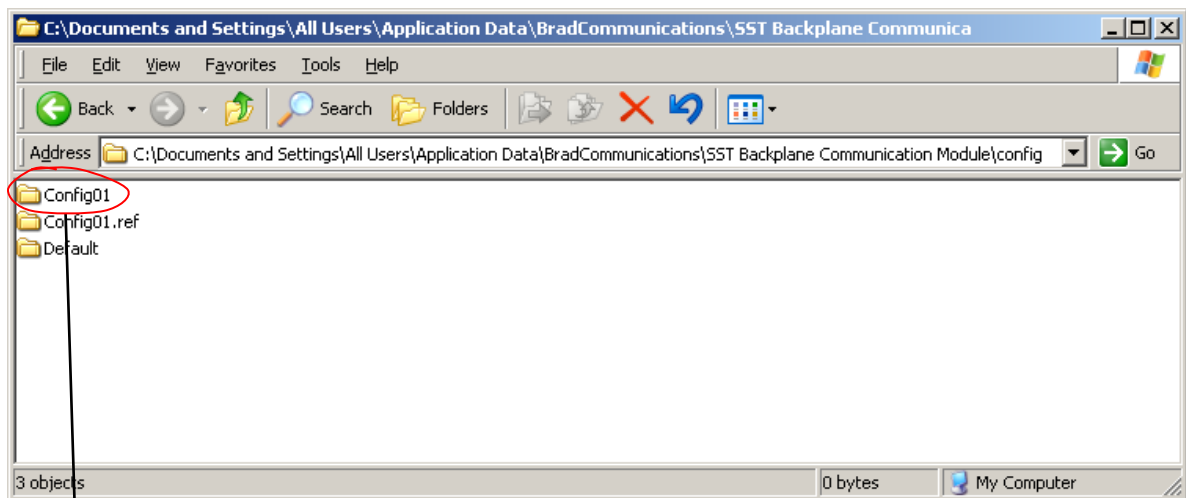 C:\Documents and Settings\All Users\Application Data\BradCommunications\SST Backplane Communica
File Edit View Favorites Tools Help
Back Search Folders
Address C:\Documents and Settings\All Users\Application Data\BradCommunications\SST Backplane Communication Module\config Go
Config01
Config01.ref
Default
3 objects 0 bytes My Computer